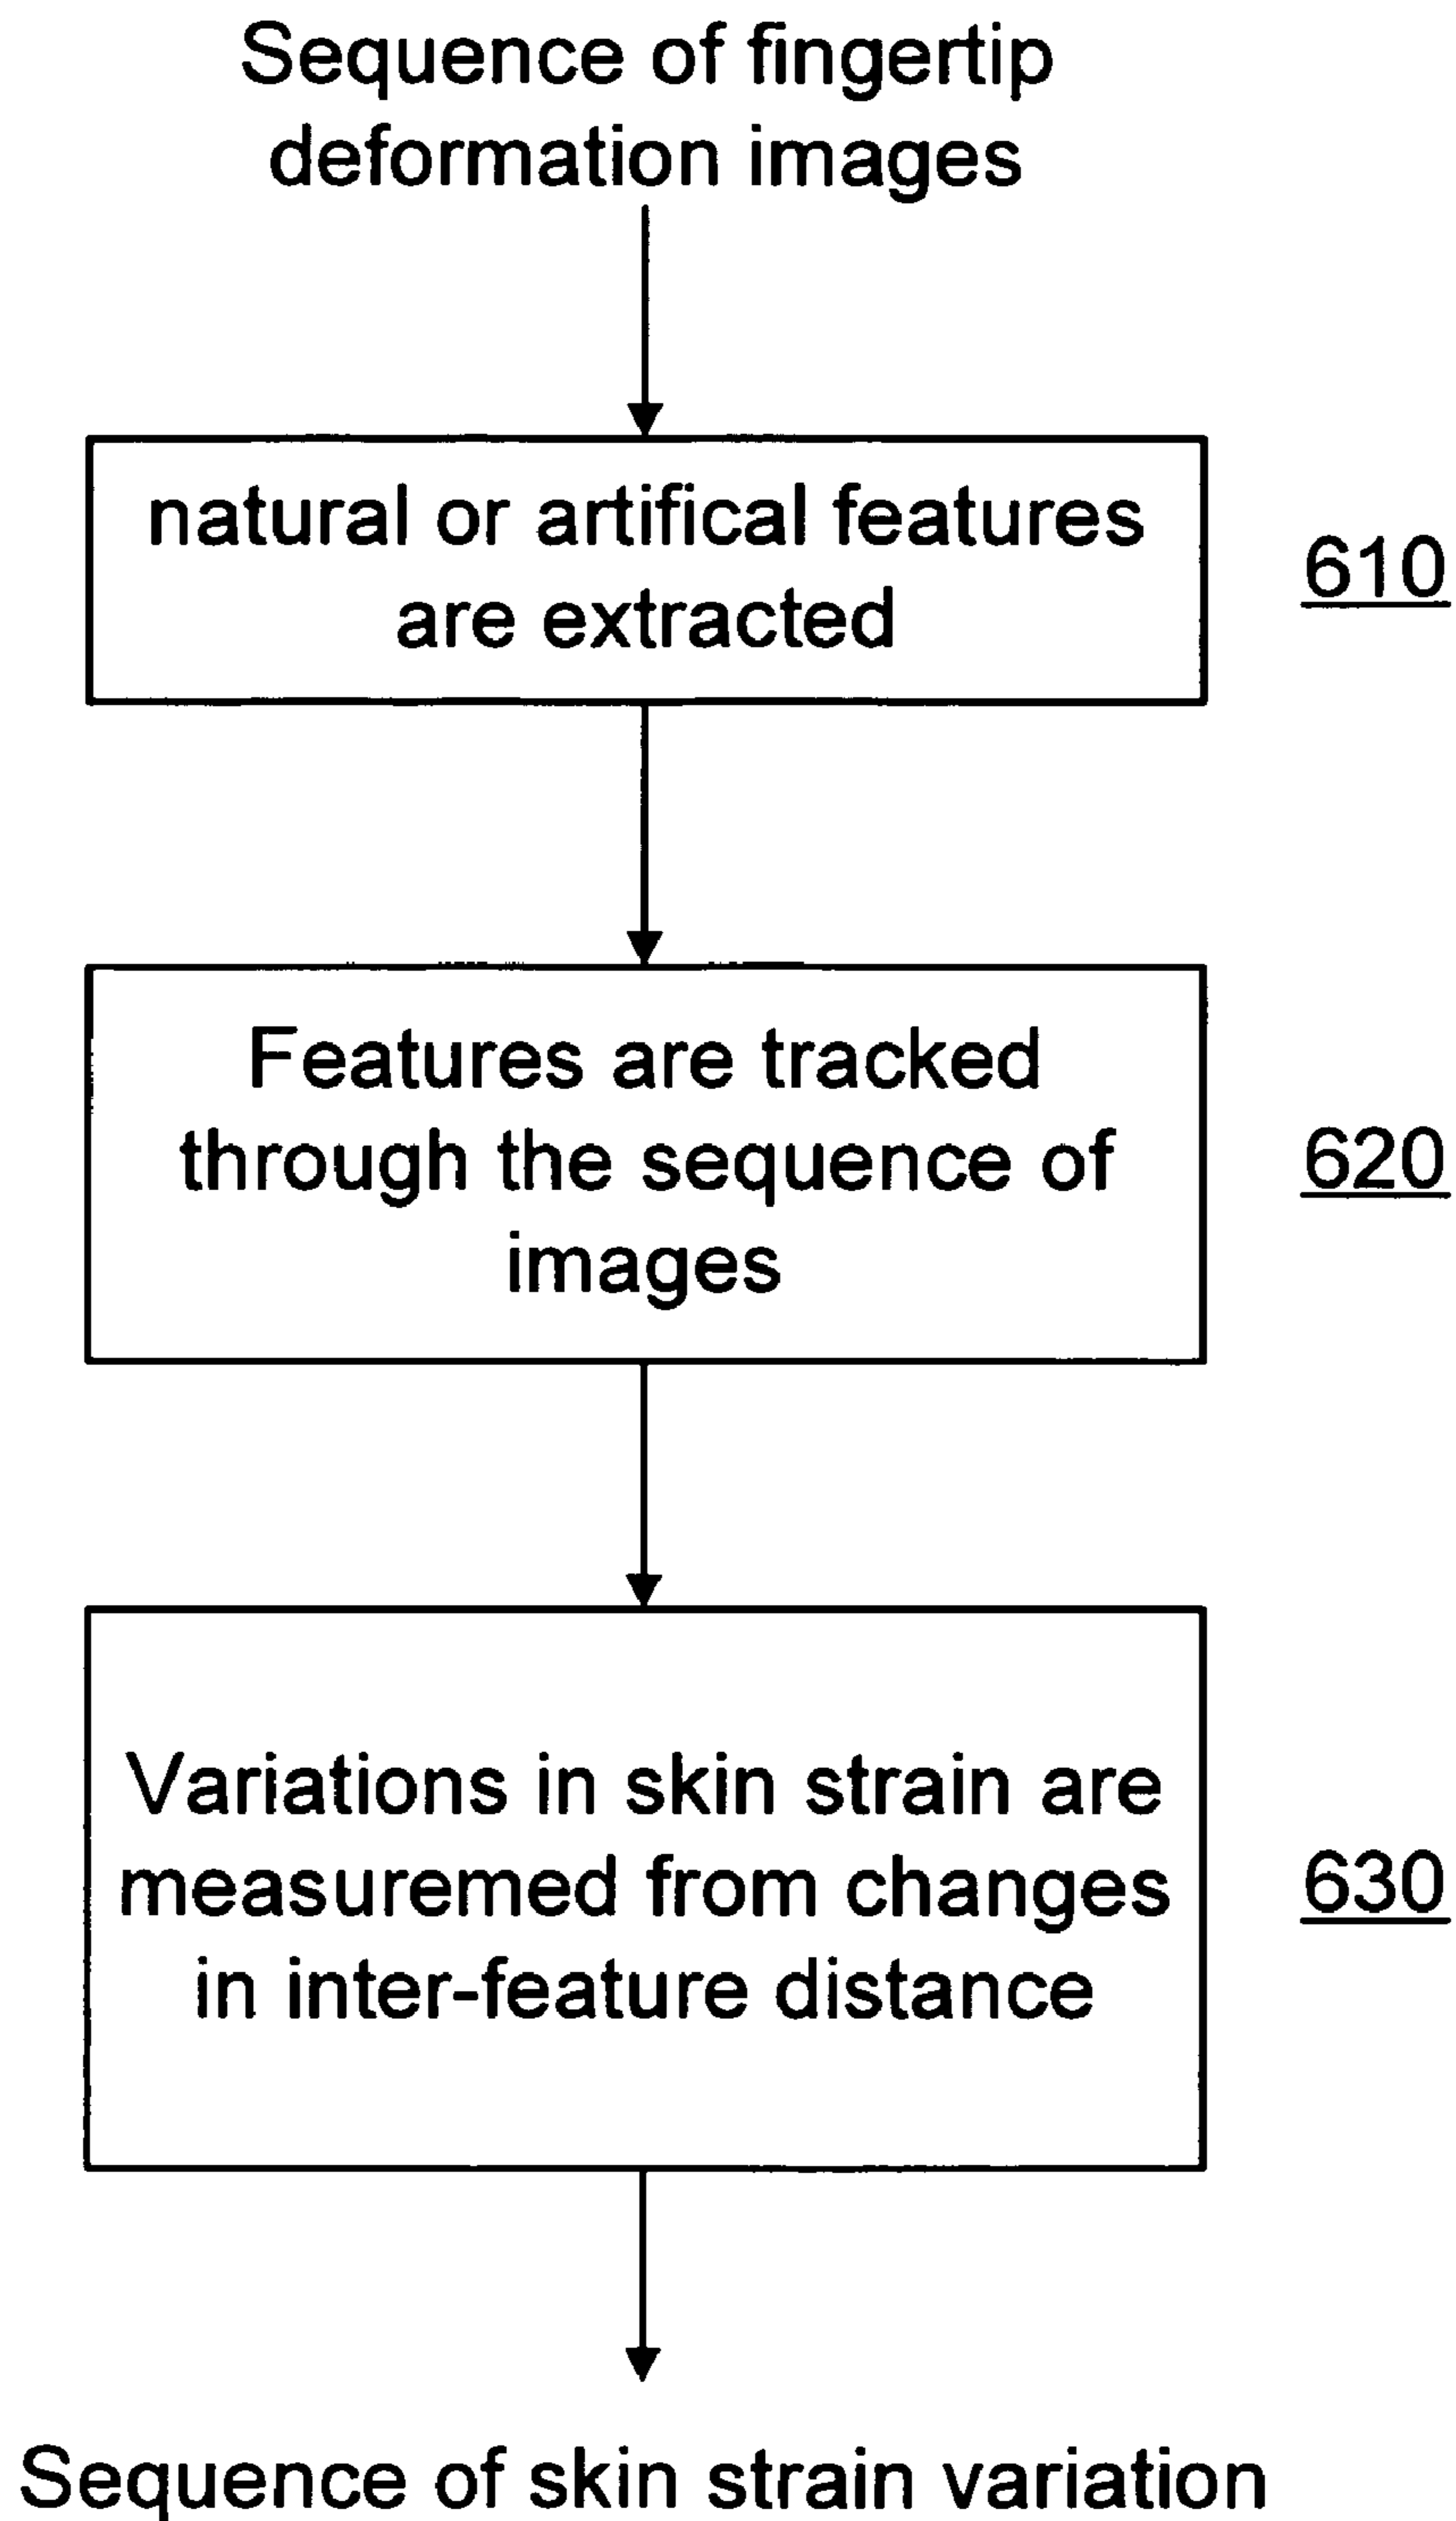 Sequence of fingertip
deformation images
natural or artifical features
are extracted
610
Features are tracked
through the sequence of
images
620
Variations in skin strain are
measuremed from changes
in inter-feature distance
630
Sequence of skin strain variation